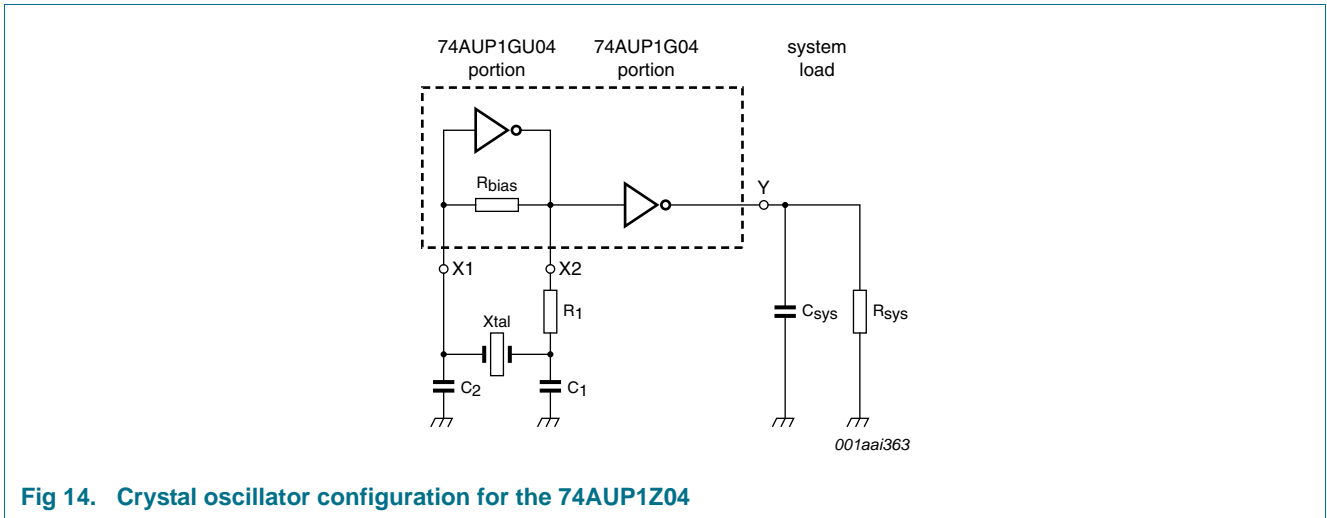 74AUP1GU04 portion
74AUP1G04 portion
system load
Rbias
Y
X1
X2
R1
Csys
Rsys
Xtal
C2
C1
001aai363
Fig 14. Crystal oscillator configuration for the 74AUP1Z04